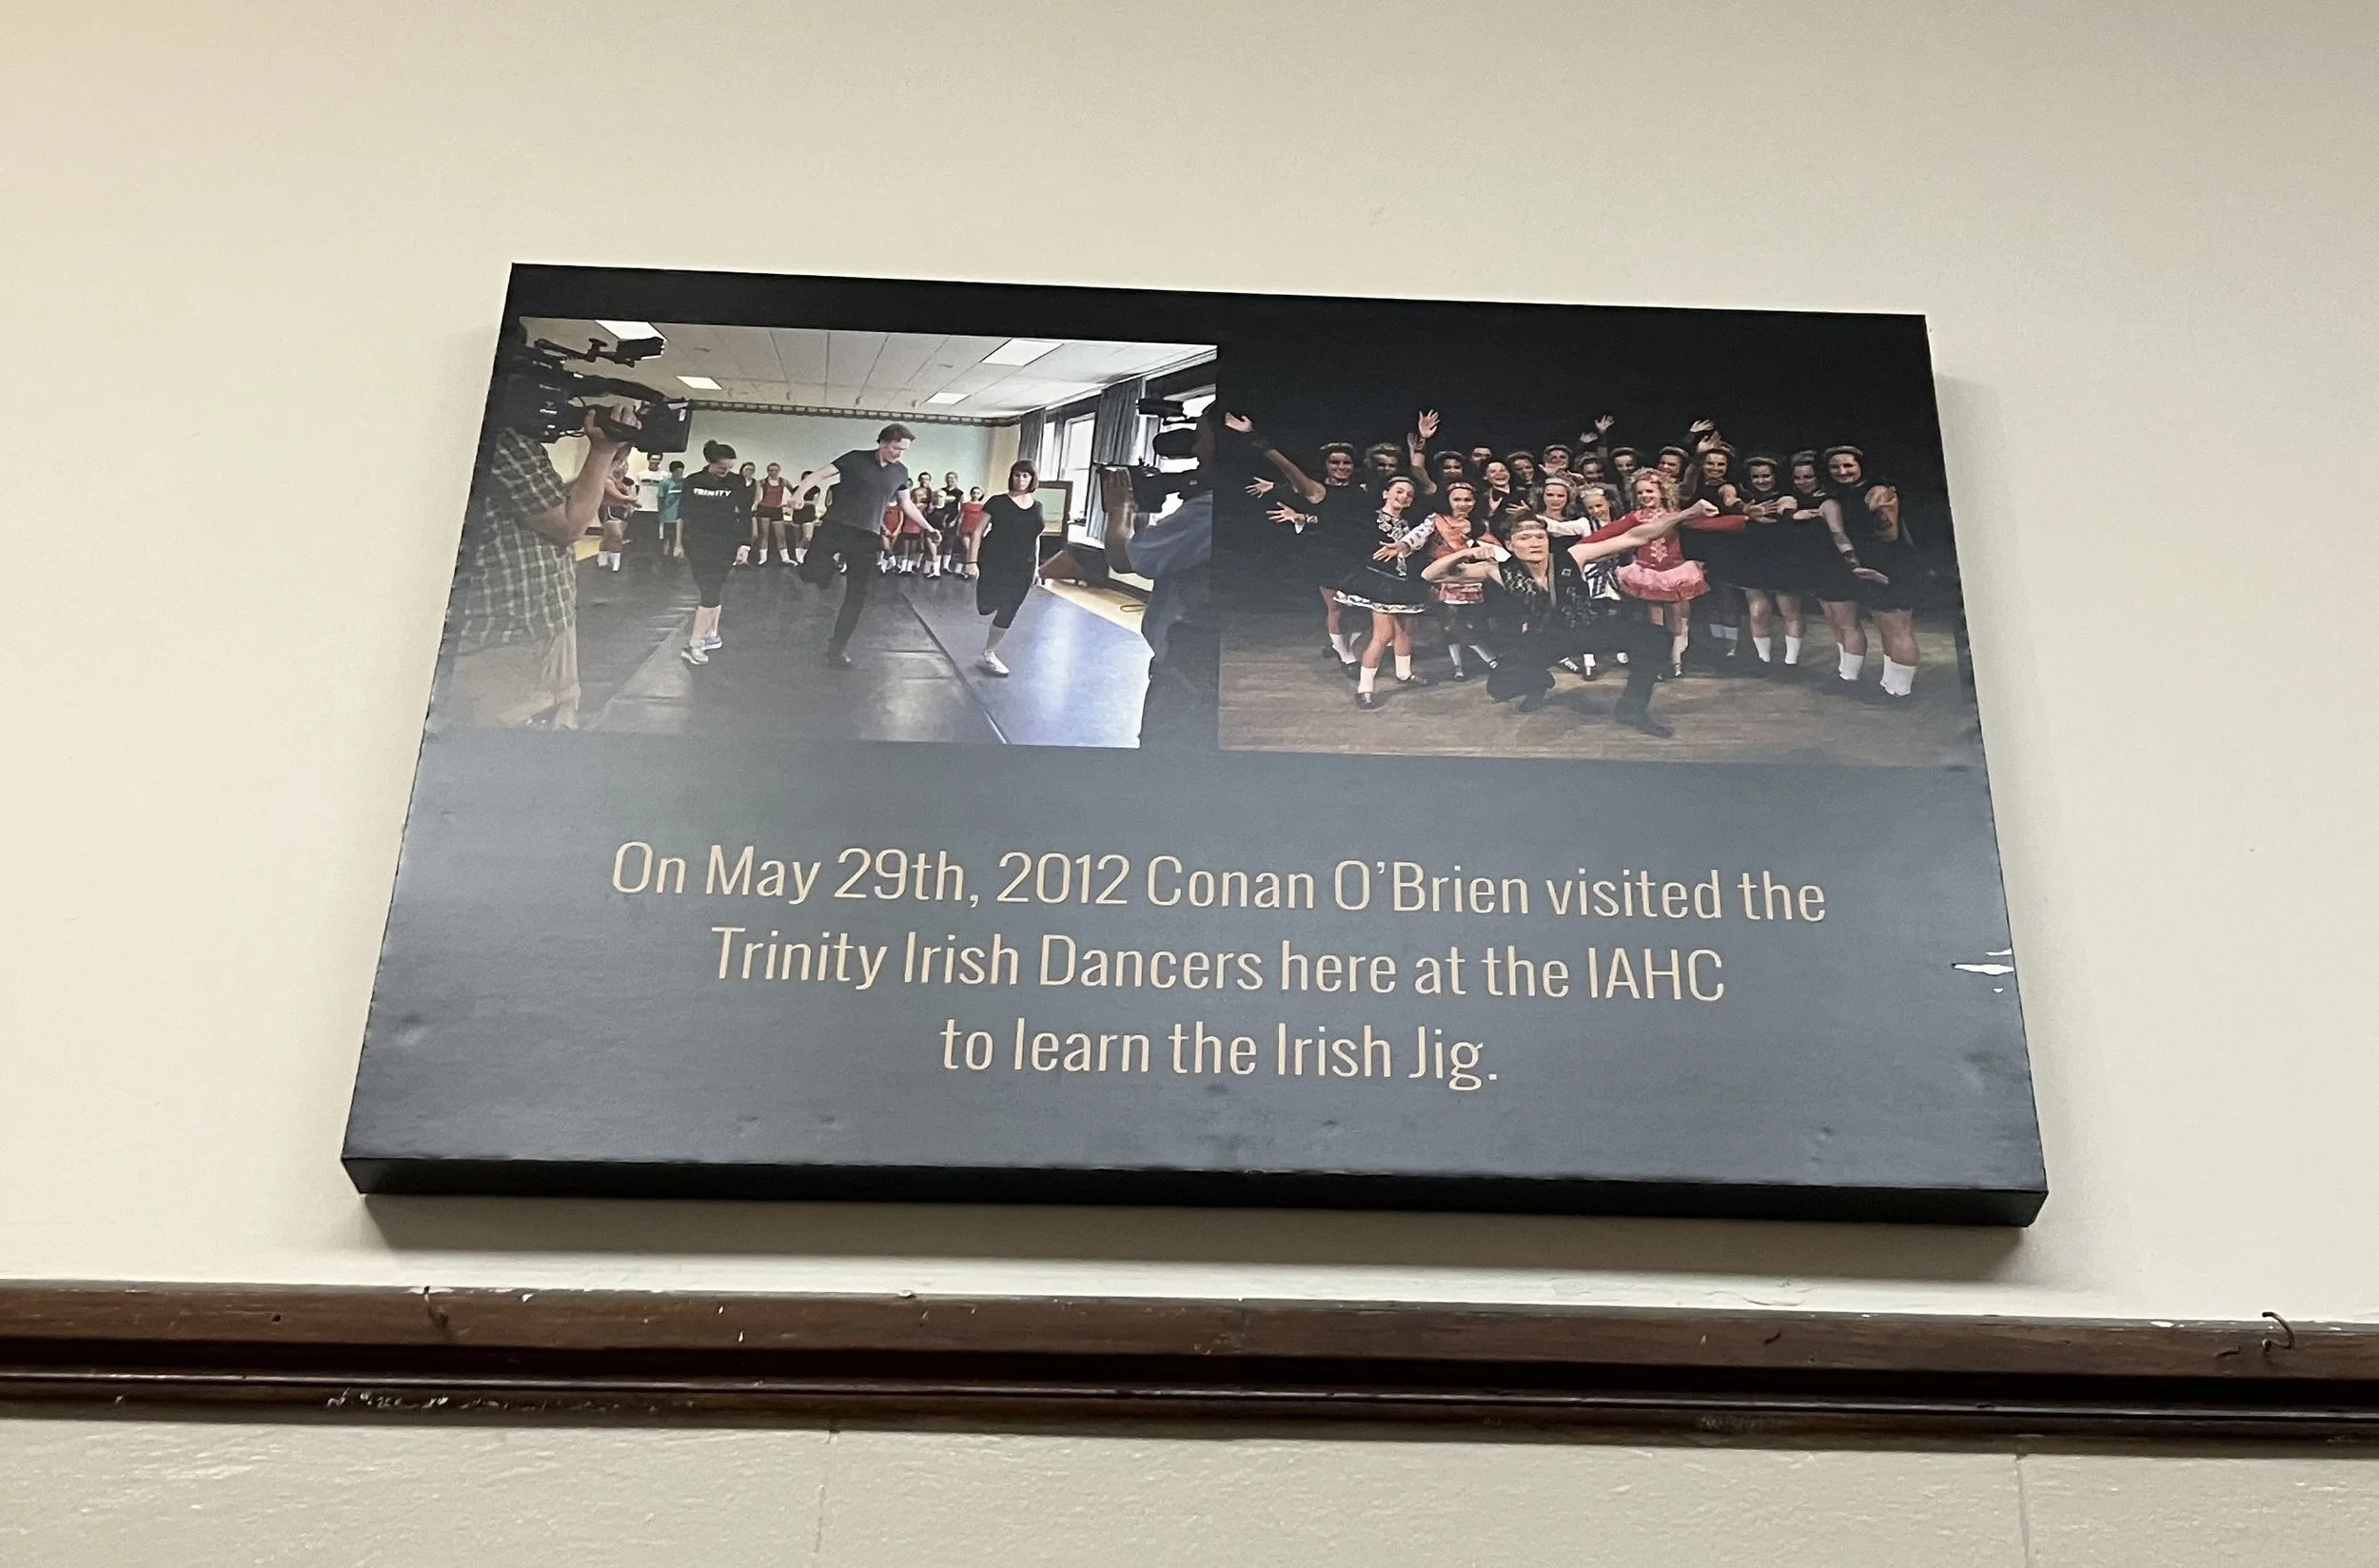 TRINITY
On May 29th, 2012 Conan O'Brien visited the
Trinity Irish Dancers here at the IAHC
to learn the Irish Jig.